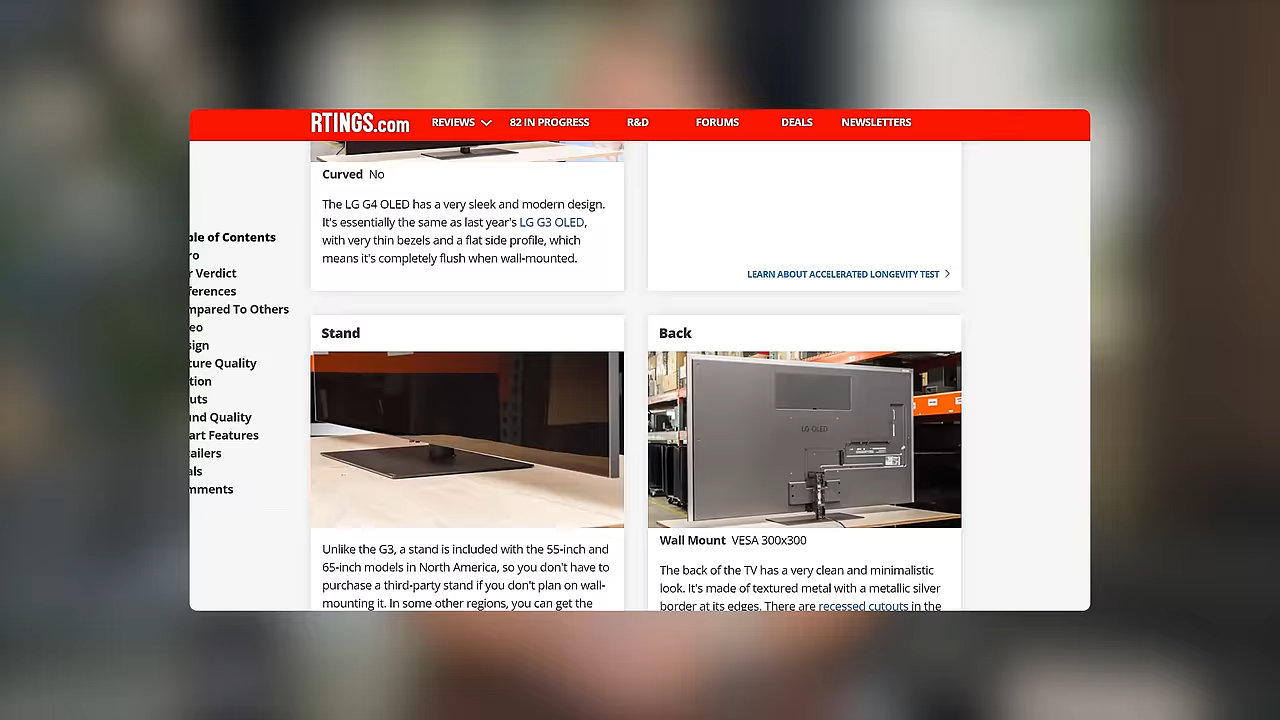 RTINGS.com REVIEWS 82 IN PROGRESS R&D FORUMS DEALS NEWSLETTERS
ble of Contents
ro
r Verdict
ferences
mpared To Others
eo
sign
ture Quality
tion
uts
und Quality
art Features
tailers
als
mments
Curved No
The LG G4 OLED has a very sleek and modern design.
It's essentially the same as last year's LG G3 OLED,
with very thin bezels and a flat side profile, which
means it's completely flush when wall-mounted.
LEARN ABOUT ACCELERATED LONGEVITY TEST
Stand
Unlike the G3, a stand is included with the 55-inch and
65-inch models in North America, so you don't have to
purchase a third-party stand if you don't plan on wall-
mounting it. In some other regions, you can get the
Back
LG OLED
Wall Mount VESA 300x300
The back of the TV has a very clean and minimalistic
look. It's made of textured metal with a metallic silver
border at its edges. There are recessed cutouts in the